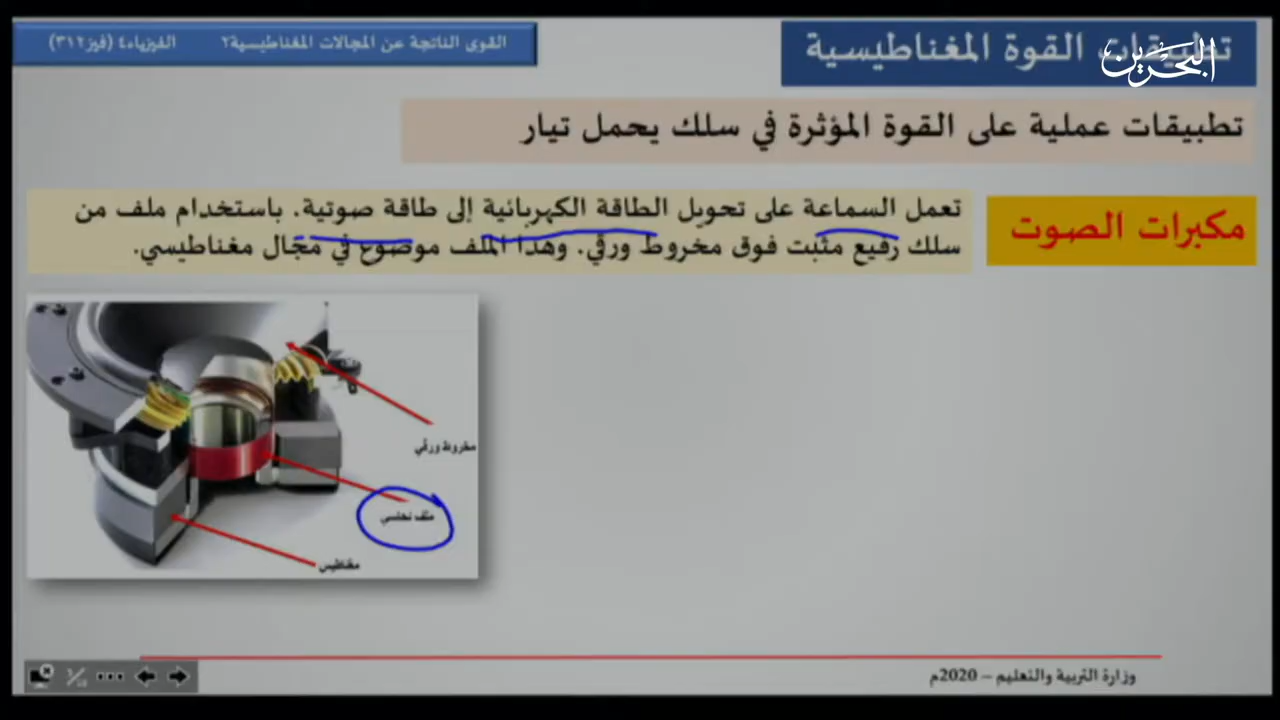 تطبيقات القوة المغناطيسية
البحرين
القوى الناتجة عن المجالات المغناطيسية٢ الفيزياء٤ (فيز٣١٢)
تطبيقات عملية على القوة المؤثرة في سلك يحمل تيار
مكبرات الصوت
تعمل السماعة على تحويل الطاقة الكهربائية إلى طاقة صوتية. باستخدام ملف من
سلك رفيع مثبت فوق مخروط ورقي. وهذا الملف موضوع في مجال مغناطيسي.
مخروط ورقي
ملف نحاسي
مغناطيس
وزارة التربية والتعليم – 2020م